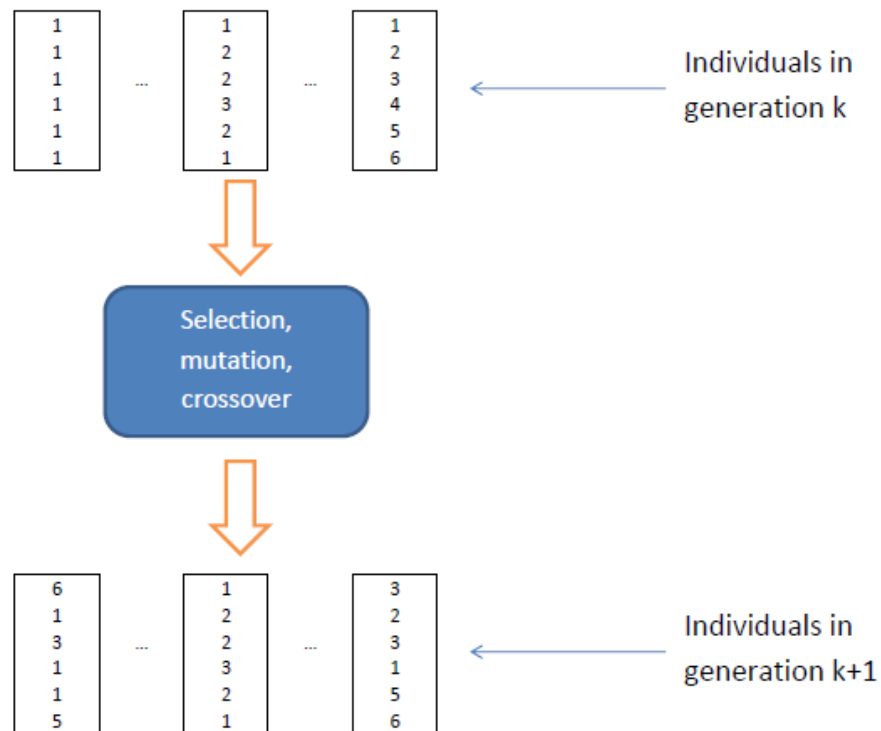 1 1 1
1 2 2
1 ... 2 ... 3
1 3 4
1 2 5
1 1 6
Individuals in
generation k
Selection,
mutation,
crossover
6 1 3
1 2 2
3 ... 2 ... 3
1 3 1
1 2 5
5 1 6
Individuals in
generation k+1